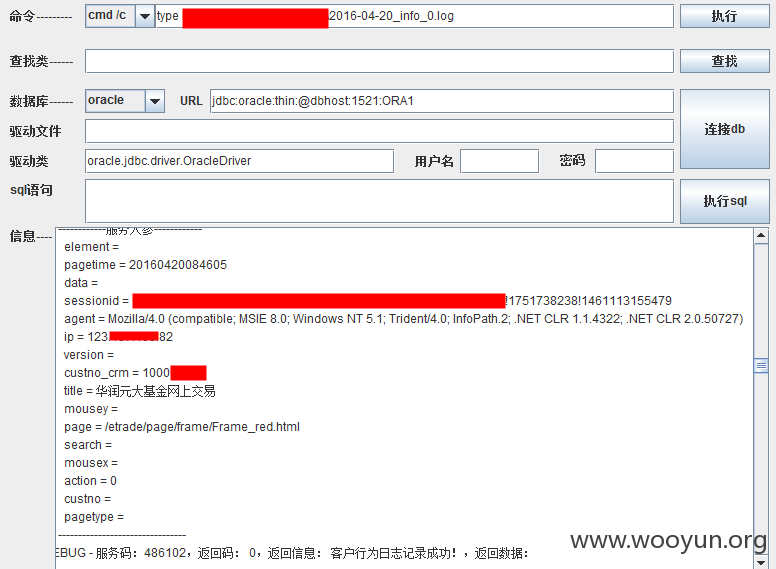 命令--------- cmd /c type 2016-04-20_info_0.log 执行
查找类------ 查找
数据库------ oracle URL jdbc:oracle:thin:@dbhost:1521:ORA1 连接db
驱动文件
驱动类 oracle.jdbc.driver.OracleDriver 用户名 密码
sql语句 执行sql
信息----
------------服务入参------------
element =
pagetime = 20160420084605
data =
sessionid = !1751738238!1461113155479
agent = Mozilla/4.0 (compatible; MSIE 8.0; Windows NT 5.1; Trident/4.0; InfoPath.2; .NET CLR 1.1.4322; .NET CLR 2.0.50727)
ip = 123. 82
version =
custno_crm = 1000
title = 华润元大基金网上交易
mousey =
page = /etrade/page/frame/Frame_red.html
search =
mousex =
action = 0
custno =
pagetype =
--------------------------------
EBUG - 服务码：486102，返回码： 0，返回信息： 客户行为日志记录成功！，返回数据：
www.wooyun.org